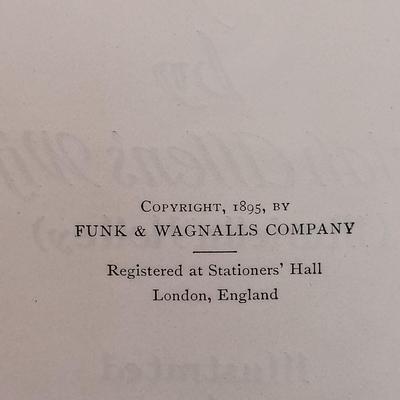 COPYRIGHT, 1895, BY
FUNK & WAGNALLS COMPANY
Registered at Stationers' Hall
London, England